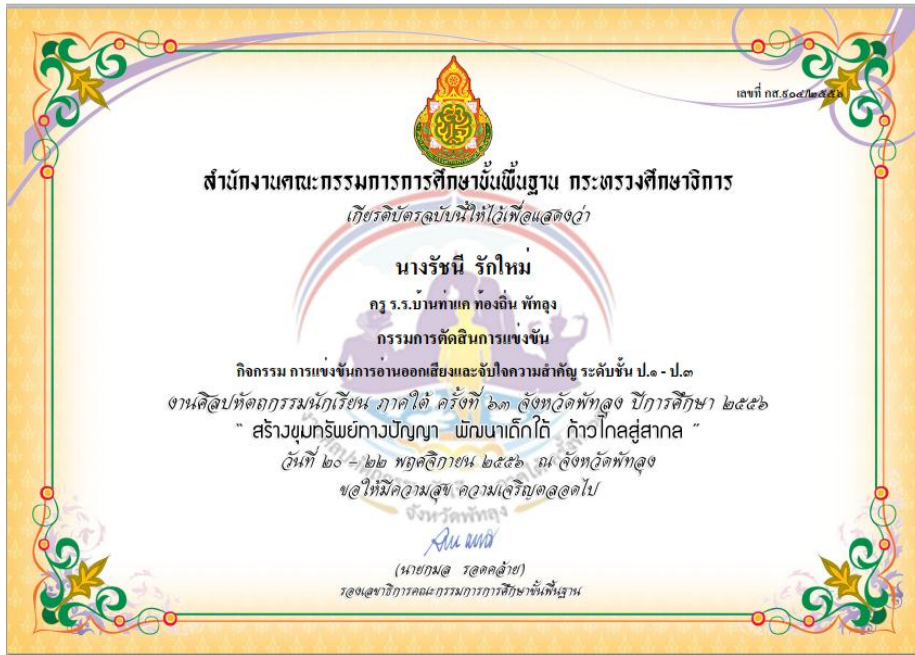 เลขที่ กส.๑๐๔/๒๕๕๖
สำนักงานคณะกรรมการการศึกษาขั้นพื้นฐาน กระทรวงศึกษาธิการ
เกียรติบัตรฉบับนี้ให้ไว้เพื่อแสดงว่า
นางรัชนี รักใหม่
ครู ร.ร.บ้านท่าแค ท้องถิ่น พัทลุง
กรรมการตัดสินการแข่งขัน
กิจกรรม การแข่งขันการอ่านออกเสียงและจับใจความสำคัญ ระดับชั้น ป.๑ - ป.๓
งานศิลปหัตถกรรมนักเรียน ภาคใต้ ครั้งที่ ๖๓ จังหวัดพัทลุง ปีการศึกษา ๒๕๕๖
" สร้างขุมทรัพย์ทางปัญญา พัฒนาเด็กใต้ ก้าวไกลสู่สากล "
วันที่ ๒๐ – ๒๒ พฤศจิกายน ๒๕๕๖ ณ จังหวัดพัทลุง
ขอให้มีความสุข ความเจริญตลอดไป
จังหวัดพัทลุง
(นายกมล รอดคล้าย)
รองเลขาธิการคณะกรรมการการศึกษาขั้นพื้นฐาน